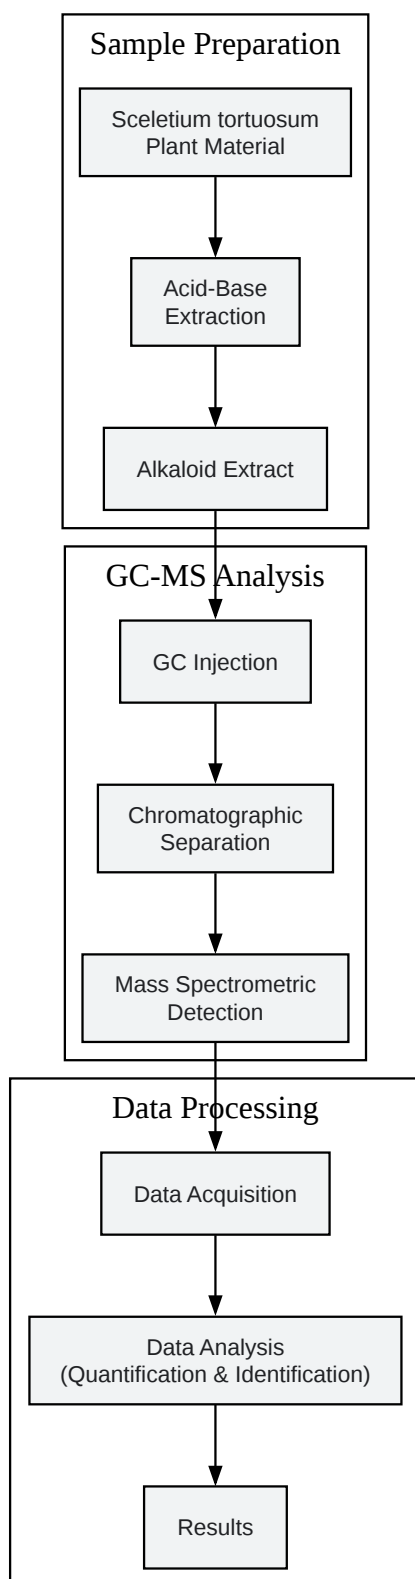 Sample Preparation
Sceletium tortuosum
Plant Material
Acid-Base
Extraction
Alkaloid Extract
GC-MS Analysis
GC Injection
Chromatographic
Separation
Mass Spectrometric
Detection
Data Processing
Data Acquisition
Data Analysis
(Quantification & Identification)
Results